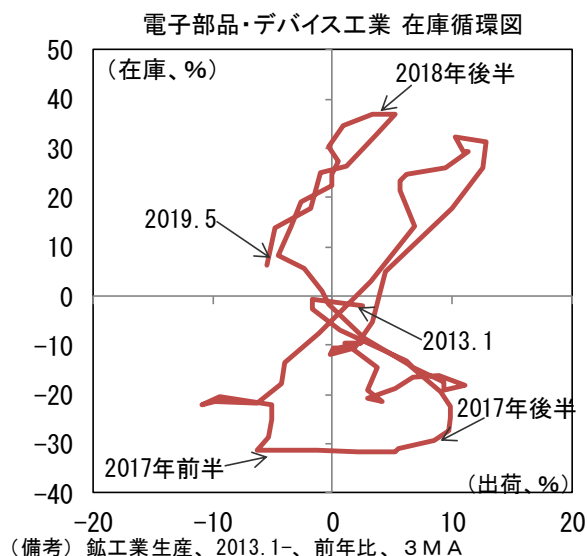 電子部品・デバイス工業 在庫循環図
(在庫、%)
50
40
30
20
10
0
-10
-20
-30
-40
2018年後半
2019.5
2013.1
2017年後半
2017年前半
(出荷、%)
-20
-10
0
10
20
(備考) 鉱工業生産、2013.1-、前年比、3MA